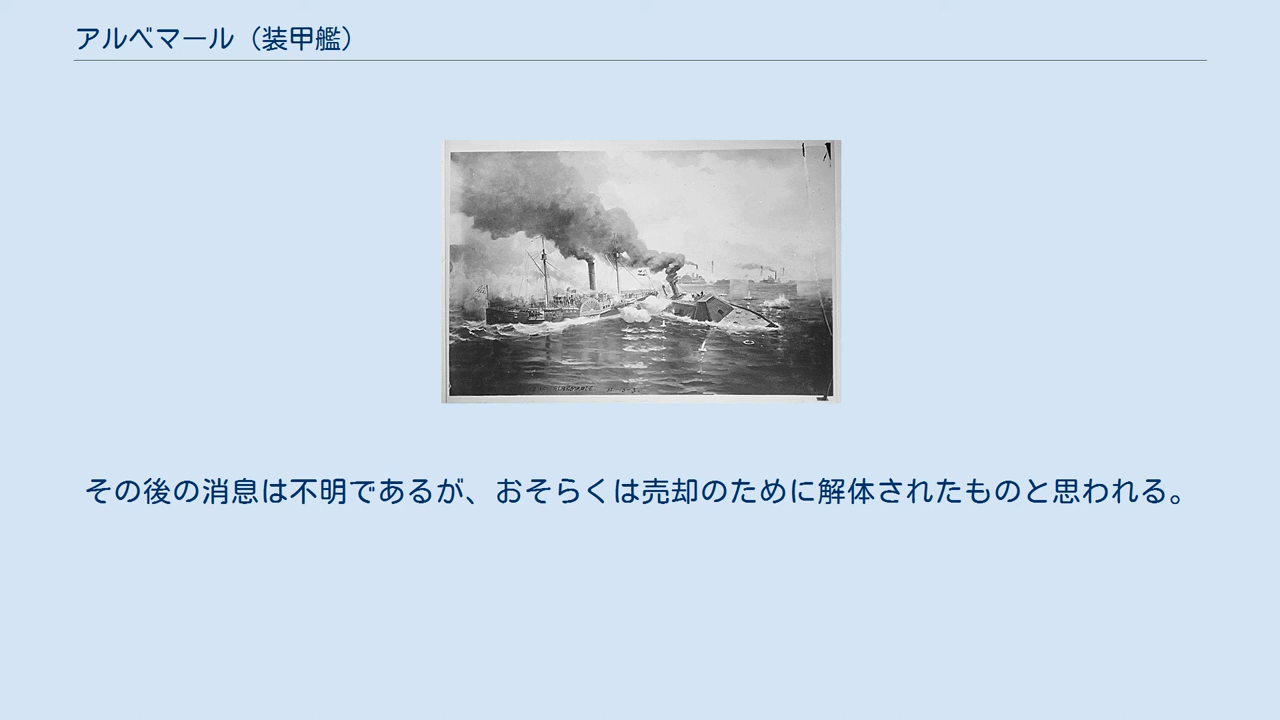 アルベマール（装甲艦）
その後の消息は不明であるが、おそらくは売却のために解体されたものと思われる。